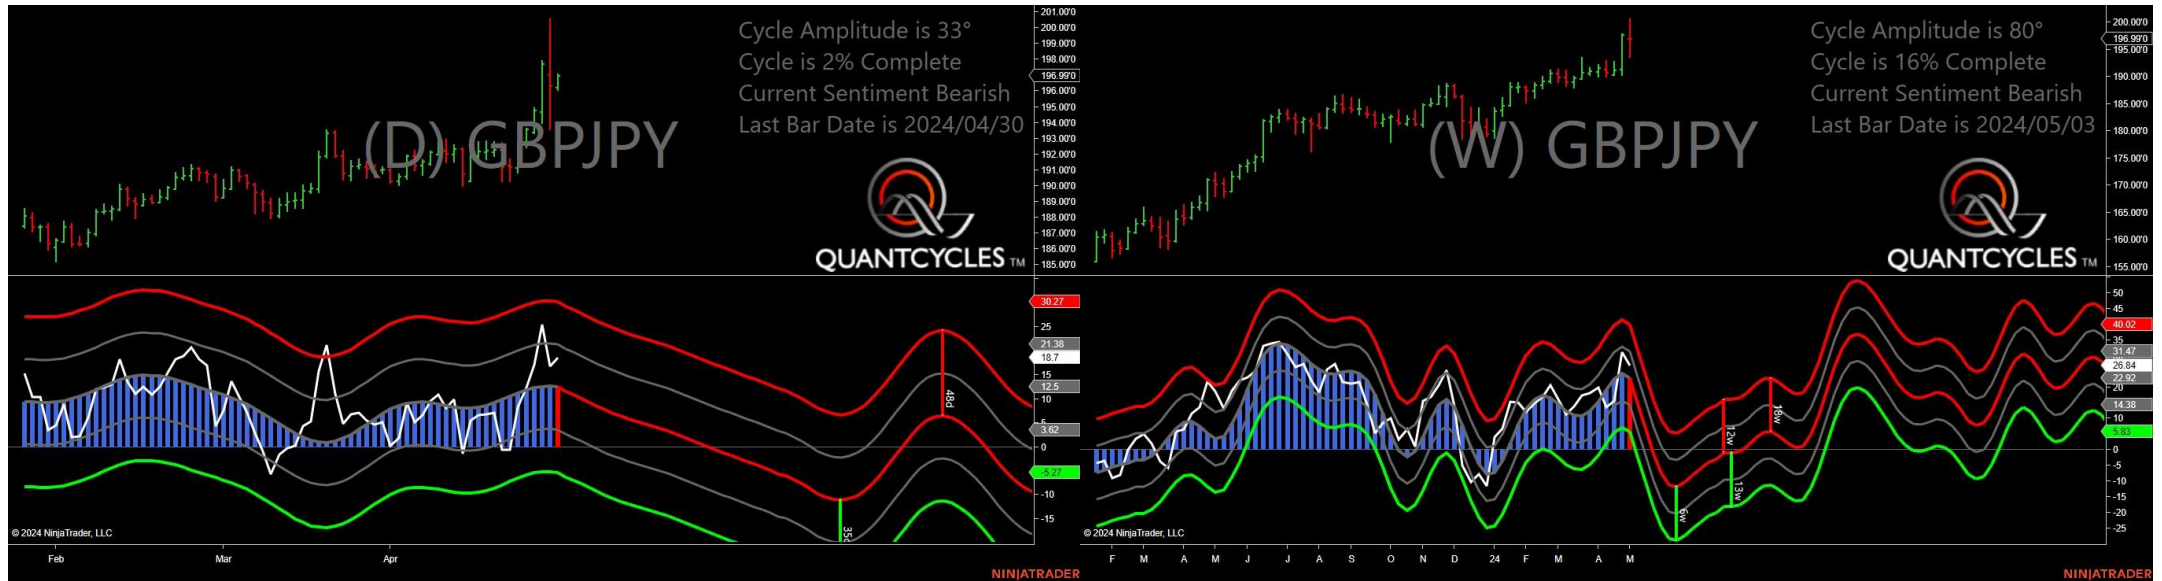 Cycle Amplitude is 33°
Cycle is 2% Complete
Current Sentiment Bearish
Last Bar Date is 2024/04/30
(D) GBPJPY
QUANTCYCLES TM
201.00'0
200.00'0
199.00'0
198.00'0
196.99'0
196.00'0
195.00'0
194.00'0
193.00'0
192.00'0
191.00'0
190.00'0
189.00'0
188.00'0
187.00'0
186.00'0
185.00'0
30.27
25
21.38
18.7
15
12.5
10
3.62
0
-5.27
-10
-15
48d
© 2024 NinjaTrader, LLC
Feb Mar Apr
NINJATRADER
Cycle Amplitude is 80°
Cycle is 16% Complete
Current Sentiment Bearish
Last Bar Date is 2024/05/03
(W) GBPJPY
QUANTCYCLES TM
200.00'0
196.99'0
195.00'0
190.00'0
185.00'0
180.00'0
175.00'0
170.00'0
165.00'0
160.00'0
155.00'0
50
45
40.02
35
31.47
26.84
22.92
20
14.38
10
5.83
0
-5
-10
-15
-20
-25
12w
18w
13w
6w
© 2024 NinjaTrader, LLC
F M A M J J A S O N D 24 F M A M
NINJATRADER